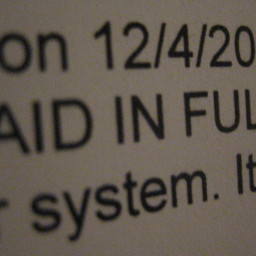 on 12/4/20
AID IN FUL
r system. It